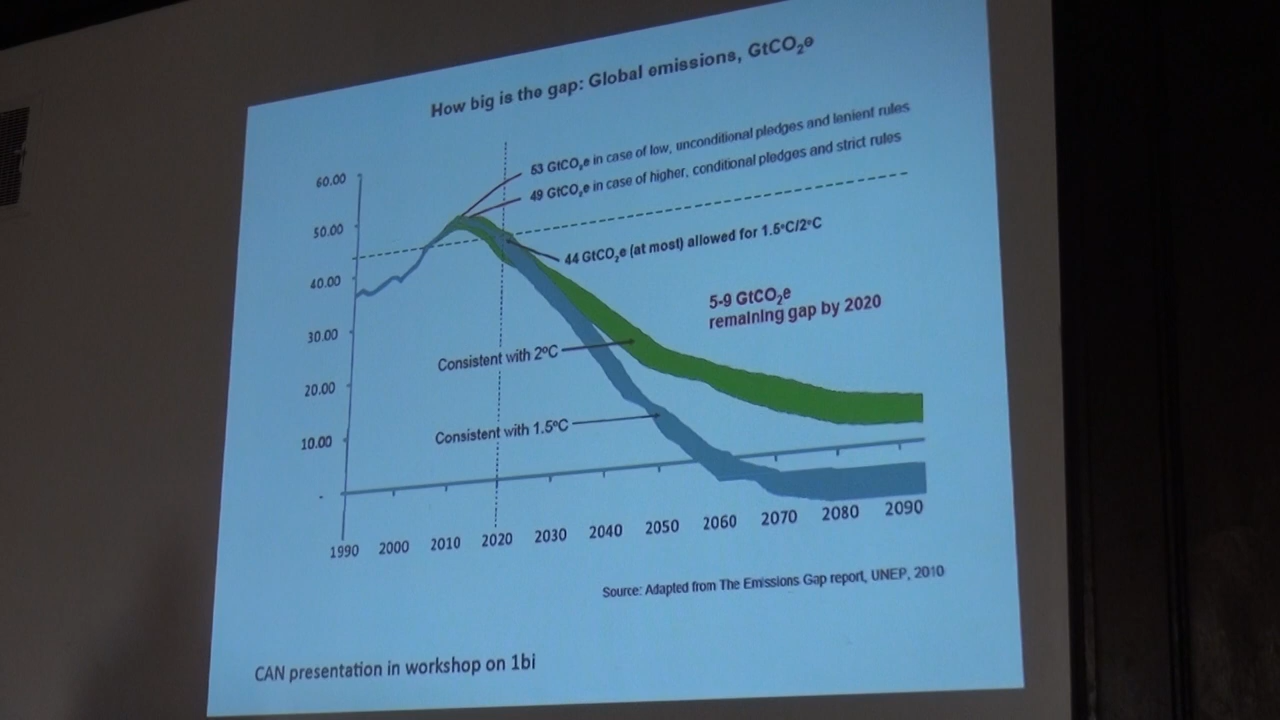 How big is the gap: Global emissions, GtCO₂e
53 GtCO₂e in case of low, unconditional pledges and lenient rules
49 GtCO₂e in case of higher, conditional pledges and strict rules
60.00
50.00
44 GtCO₂e (at most) allowed for 1.5ºC/2ºC
40.00
5-9 GtCO₂e
remaining gap by 2020
30.00
Consistent with 2ºC
20.00
Consistent with 1.5ºC
10.00
-
1990 2000 2010 2020 2030 2040 2050 2060 2070 2080 2090
Source: Adapted from The Emissions Gap report, UNEP, 2010
CAN presentation in workshop on 1bi